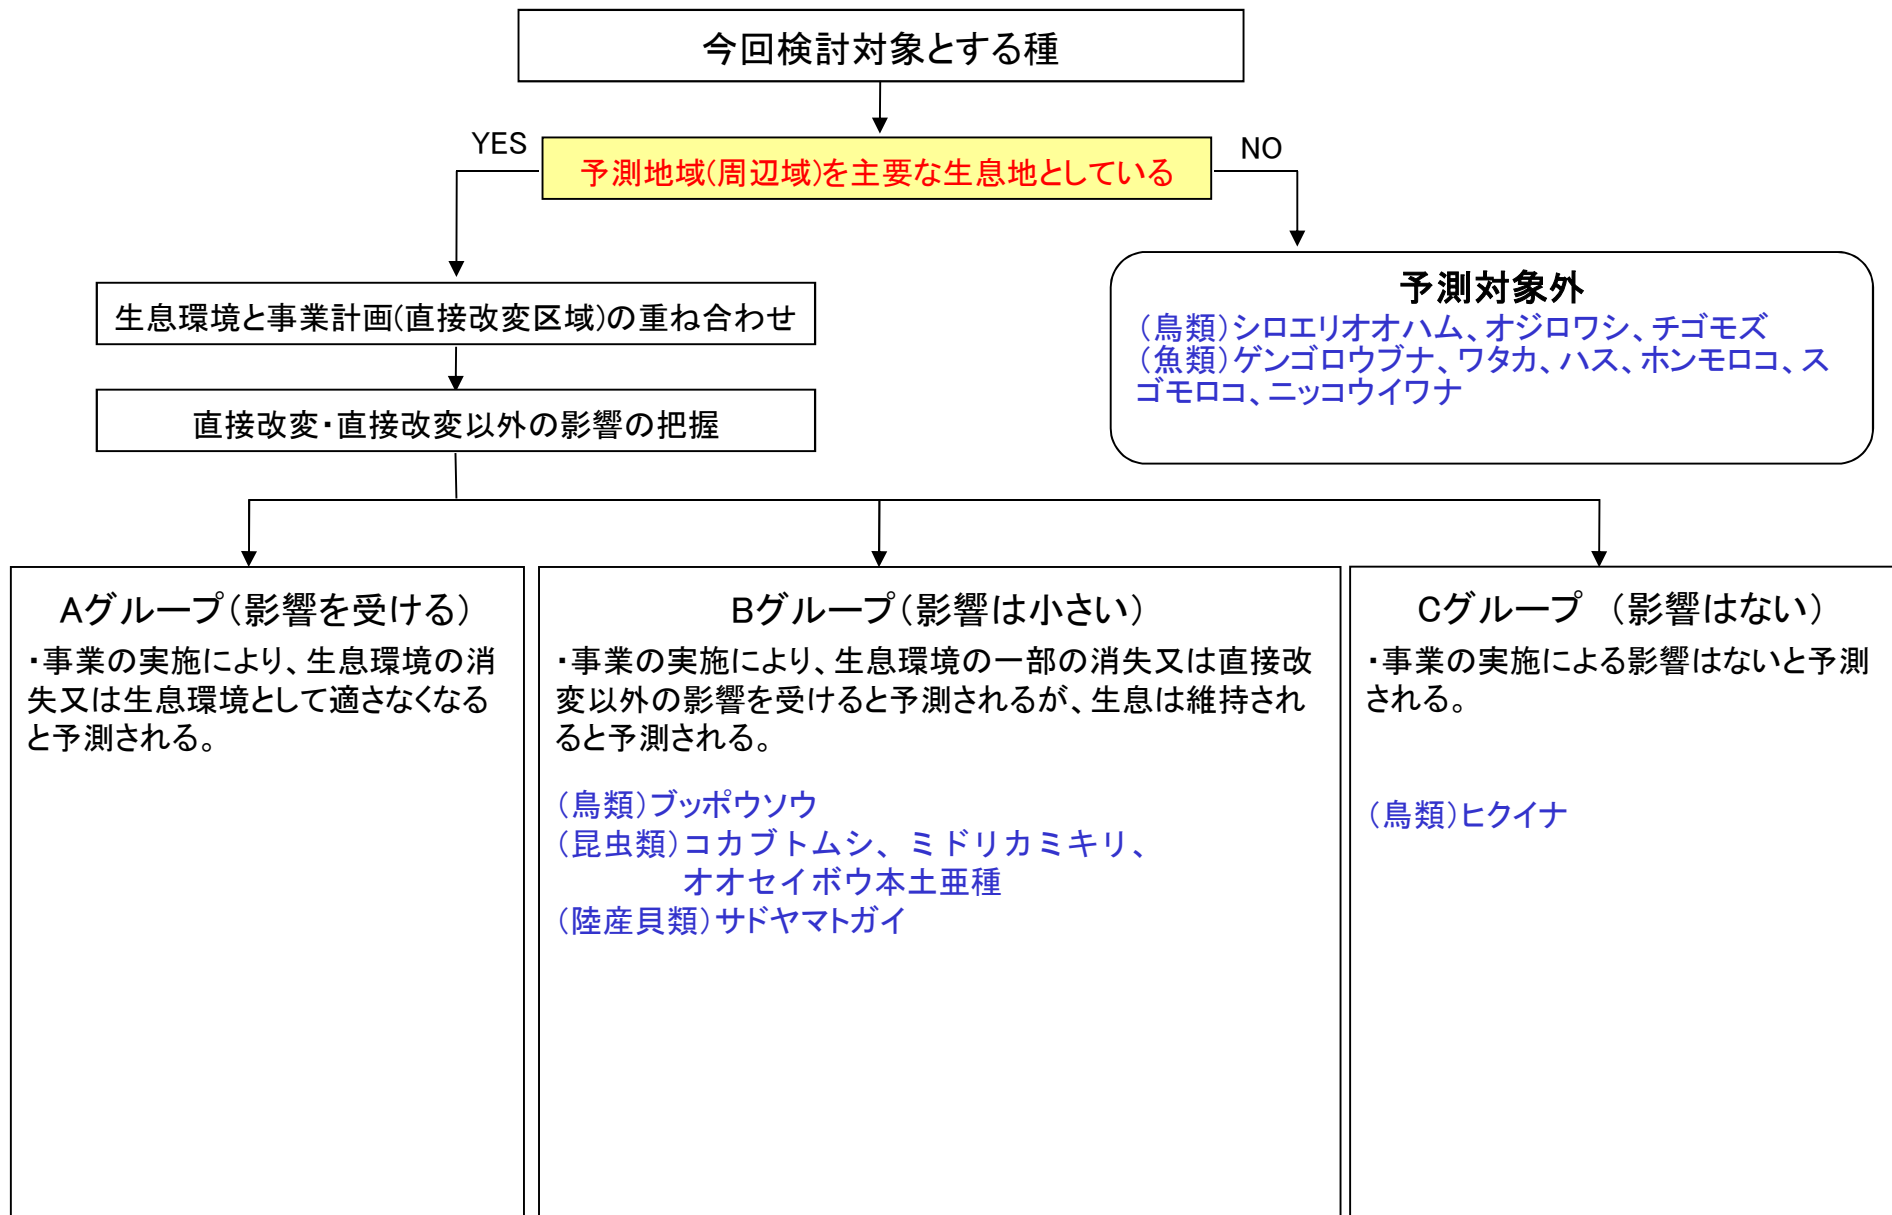 今回検討対象とする種
YES
予測地域(周辺域)を主要な生息地としている
NO
生息環境と事業計画(直接改変区域)の重ね合わせ
直接改変・直接改変以外の影響の把握
予測対象外
（鳥類）シロエリオオハム、オジロワシ、チゴモズ
（魚類）ゲンゴロウブナ、ワタカ、ハス、ホンモロコ、ス
ゴモロコ、ニッコウイワナ
Aグループ（影響を受ける）
・事業の実施により、生息環境の消
失又は生息環境として適さなくなる
と予測される。
Bグループ（影響は小さい）
・事業の実施により、生息環境の一部の消失又は直接改
変以外の影響を受けると予測されるが、生息は維持され
ると予測される。
（鳥類）ブッポウソウ
（昆虫類）コカブトムシ、ミドリカミキリ、
オオセイボウ本土亜種
（陸産貝類）サドヤマトガイ
Cグループ （影響はない）
・事業の実施による影響はないと予測
される。
（鳥類）ヒクイナ